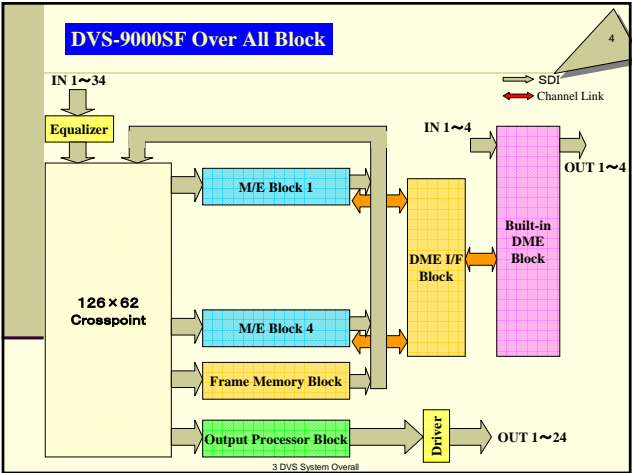 DVS-9000SF Over All Block
4
IN 1～34
SDI
Channel Link
Equalizer
IN 1～4
OUT 1～4
M/E Block 1
Built-in
DME
Block
DME I/F
Block
126×62
Crosspoint
M/E Block 4
Frame Memory Block
Output Processor Block
Driver
OUT 1～24
3 DVS System Overall